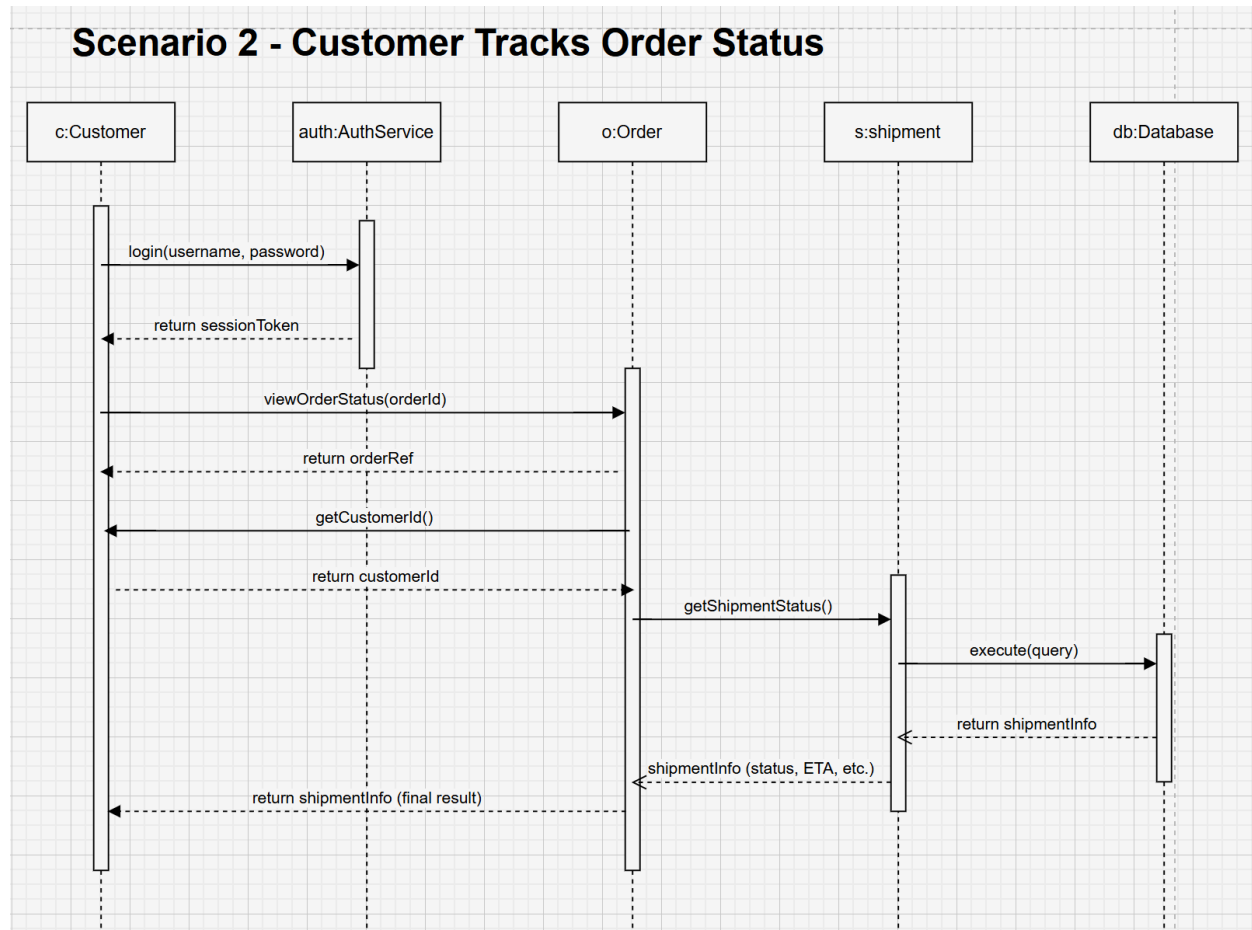 Scenario 2 - Customer Tracks Order Status
c:Customer
auth:AuthService
o:Order
s:shipment
db:Database
login(username, password)
return sessionToken
viewOrderStatus(orderId)
return orderRef
getCustomerId()
return customerId
getShipmentStatus()
execute(query)
return shipmentInfo
shipmentInfo (status, ETA, etc.)
return shipmentInfo (final result)